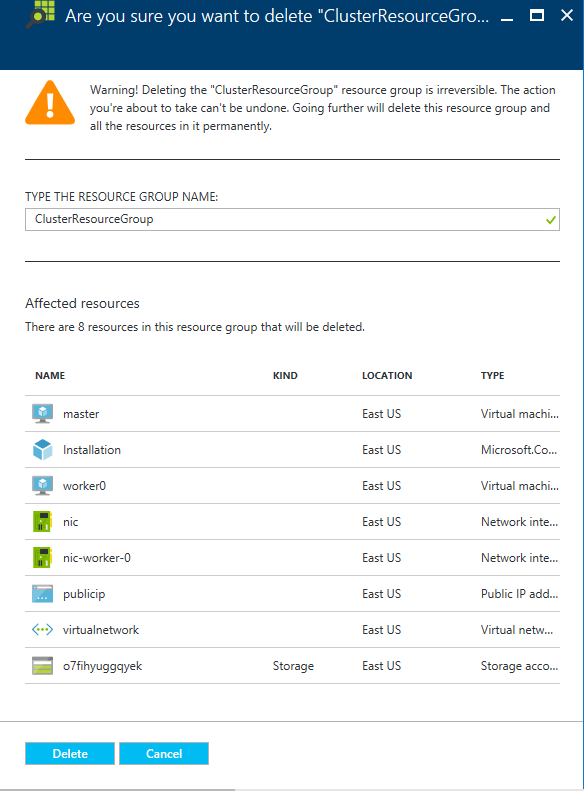 Are you sure you want to delete "ClusterResourceGro...
Warning! Deleting the "ClusterResourceGroup" resource group is irreversible. The action
you're about to take can't be undone. Going further will delete this resource group and
all the resources in it permanently.
TYPE THE RESOURCE GROUP NAME:
ClusterResourceGroup
Affected resources
There are 8 resources in this resource group that will be deleted.
NAME KIND LOCATION TYPE
master East US Virtual machi...
Installation East US Microsoft.Co...
worker0 East US Virtual machi...
nic East US Network inte...
nic-worker-0 East US Network inte...
publicip East US Public IP add...
virtualnetwork East US Virtual netw...
o7fihyuggqyek Storage East US Storage acco...
Delete Cancel